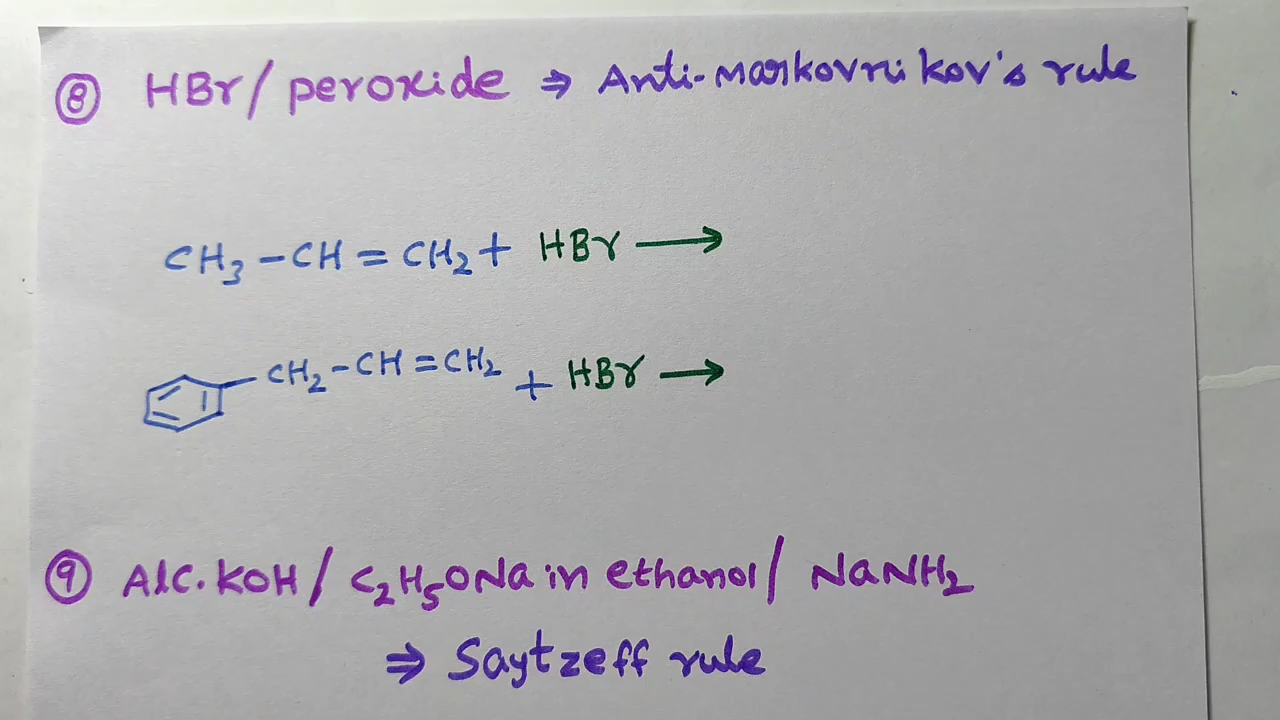 ⑧ HBr/peroxide ⇒ Anti-markovnikov's rule
CH₃-CH=CH₂+ HBr →
CH₂-CH=CH₂ + HBr →
⑨ Alc.KOH/C₂H₅ONa in ethanol/NaNH₂
⇒ Saytzeff rule